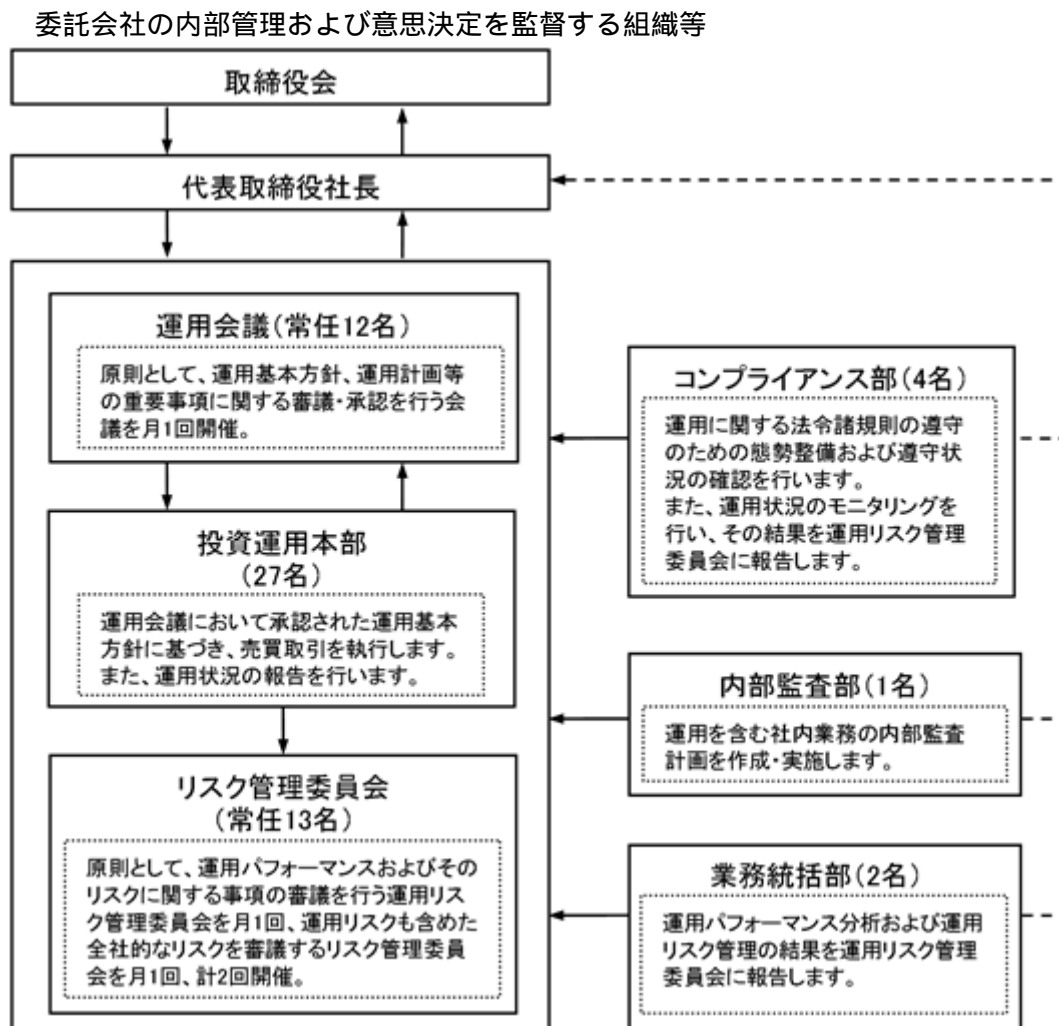 委託会社の内部管理および意思決定を監督する組織等
取締役会
代表取締役社長
運用会議(常任12名)
原則として、運用基本方針、運用計画等
の重要事項に関する審議・承認を行う会
議を月1回開催。
投資運用本部
(27名)
運用会議において承認された運用基本
方針に基づき、売買取引を執行します。
また、運用状況の報告を行います。
リスク管理委員会
(常任13名)
原則として、運用パフォーマンスおよびその
リスクに関する事項の審議を行う運用リス
ク管理委員会を月1回、運用リスクも含めた
全社的なリスクを審議するリスク管理委員
会を月1回、計2回開催。
コンプライアンス部(4名)
運用に関する法令諸規則の遵守
のための態勢整備および遵守状
況の確認を行います。
また、運用状況のモニタリングを
行い、その結果を運用リスク管理
委員会に報告します。
内部監査部(1名)
運用を含む社内業務の内部監査
計画を作成・実施します。
業務統括部(2名)
運用パフォーマンス分析および運用
リスク管理の結果を運用リスク管理
委員会に報告します。